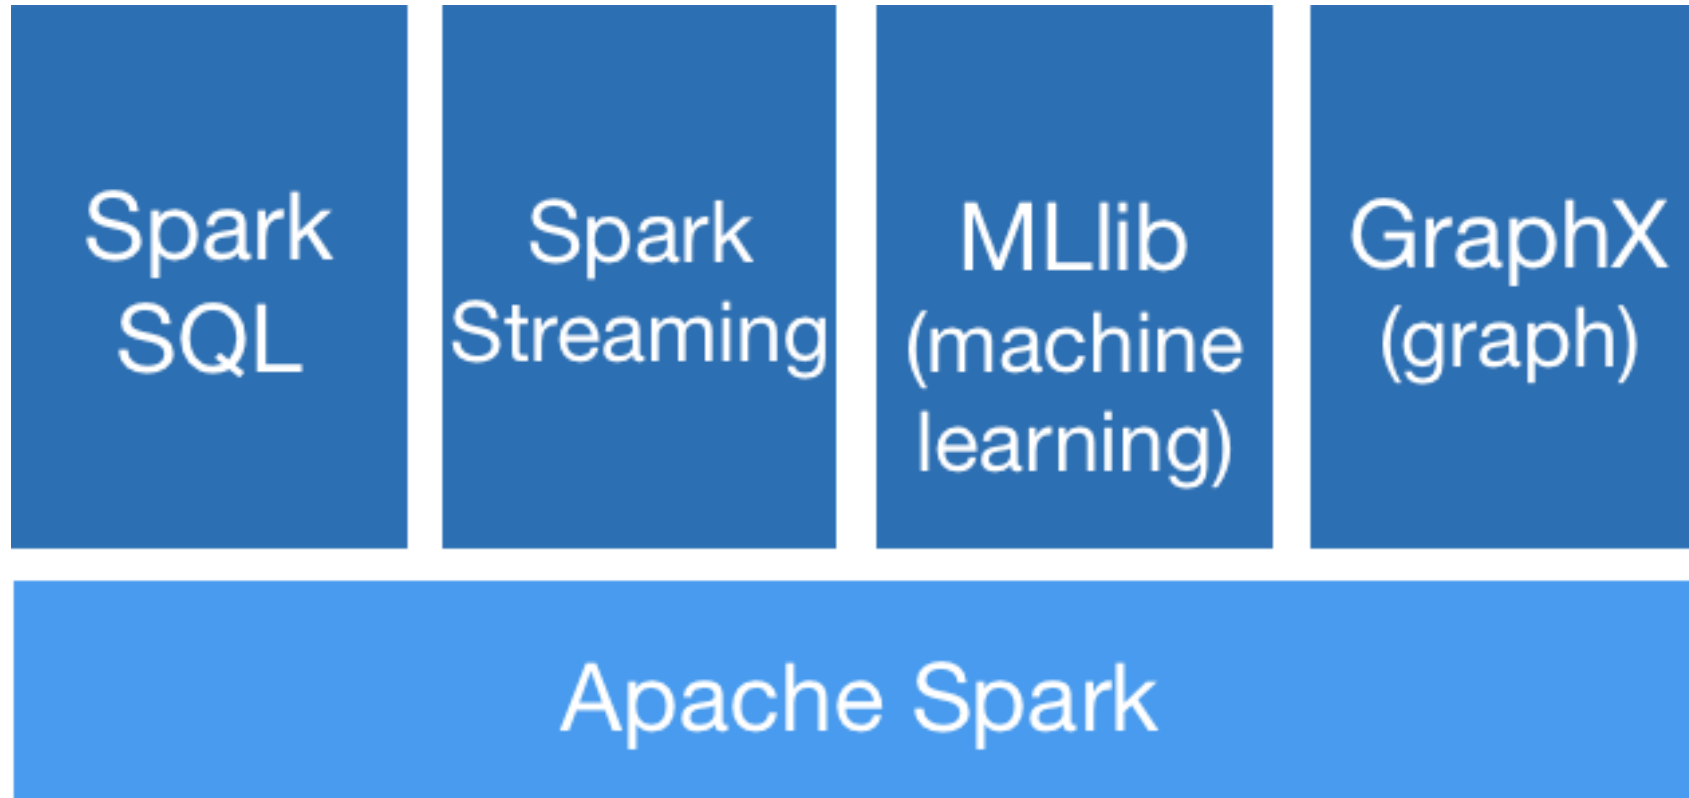 Spark
SQL
Spark
Streaming
MLlib
(machine
learning)
GraphX
(graph)
Apache Spark